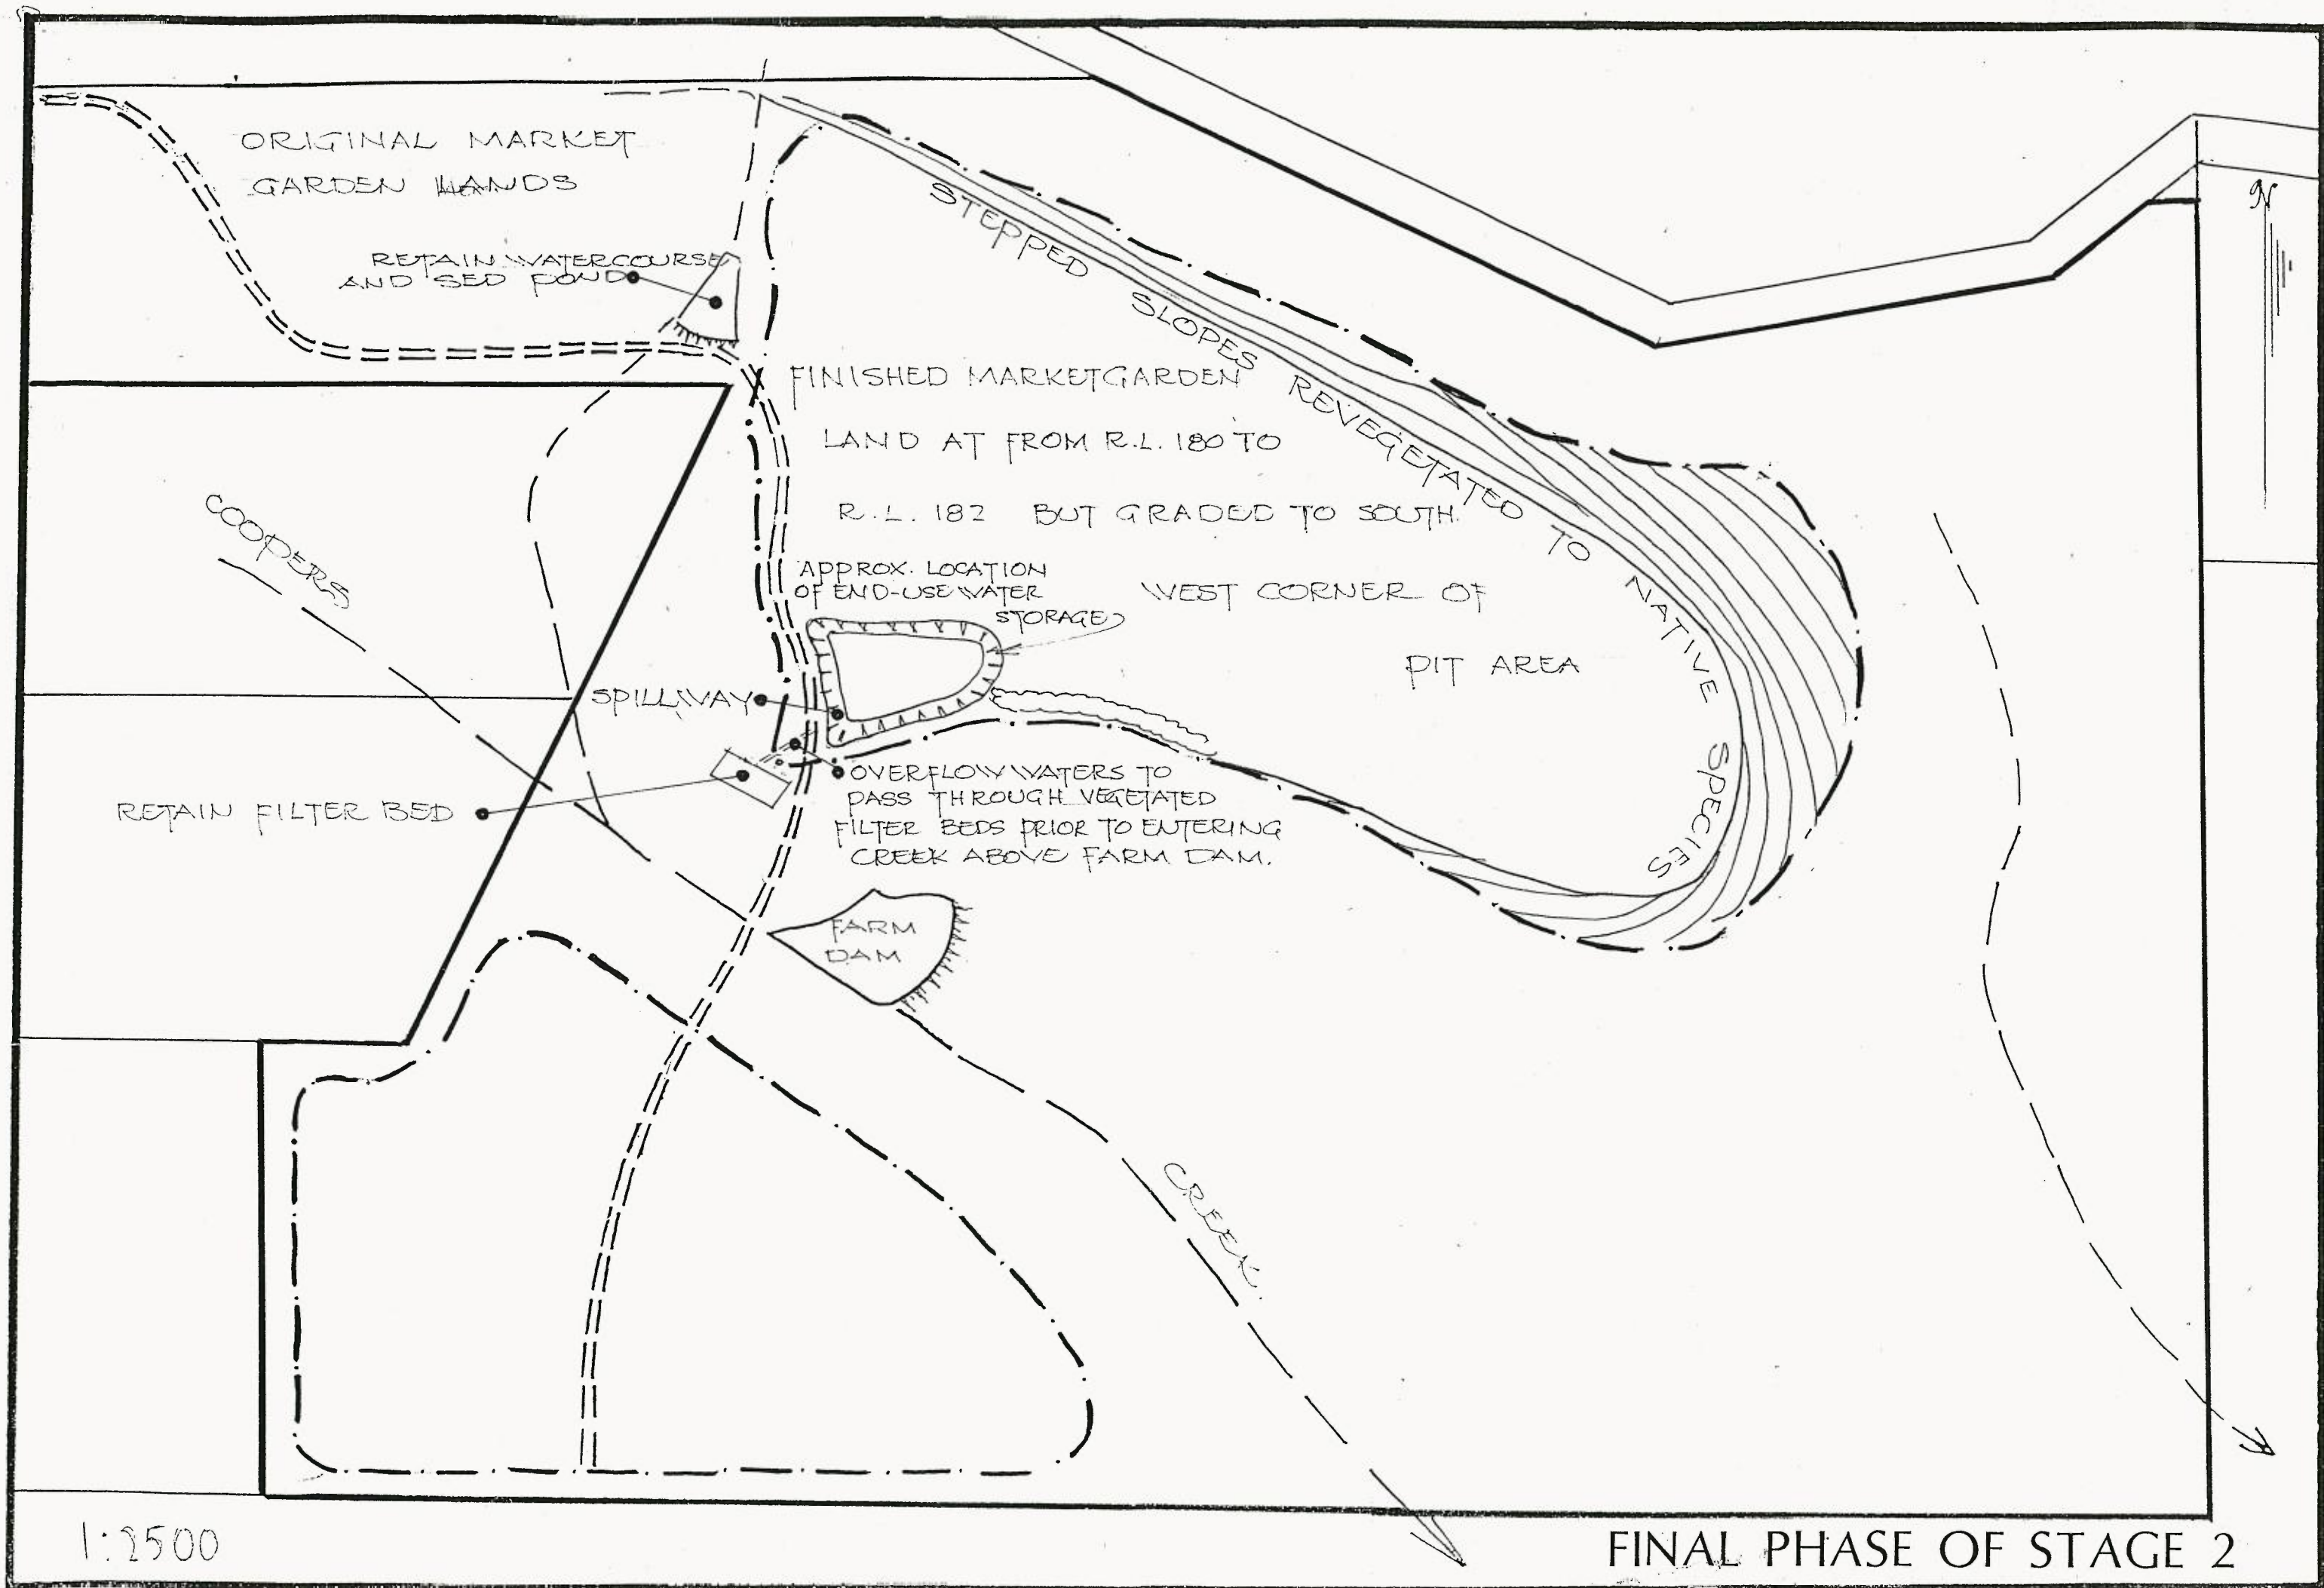 ORIGINAL MARKET
GARDEN LANDS
RETAIN WATERCOURSE
AND SED POND
N
STEPPED SLOPES REVEGETATED TO NATIVE SPECIES
FINISHED MARKETGARDEN
LAND AT FROM R.L. 180 TO
R.L. 182 BUT GRADED TO SOUTH.
WEST CORNER OF
PIT AREA
COOPERS
APPROX. LOCATION
OF END-USE WATER
STORAGE
SPILLWAY
RETAIN FILTER BED
OVERFLOW WATERS TO
PASS THROUGH VEGETATED
FILTER BEDS PRIOR TO ENTERING
CREEK ABOVE FARM DAM.
FARM
DAM
CREEK.
1:2500
FINAL PHASE OF STAGE 2